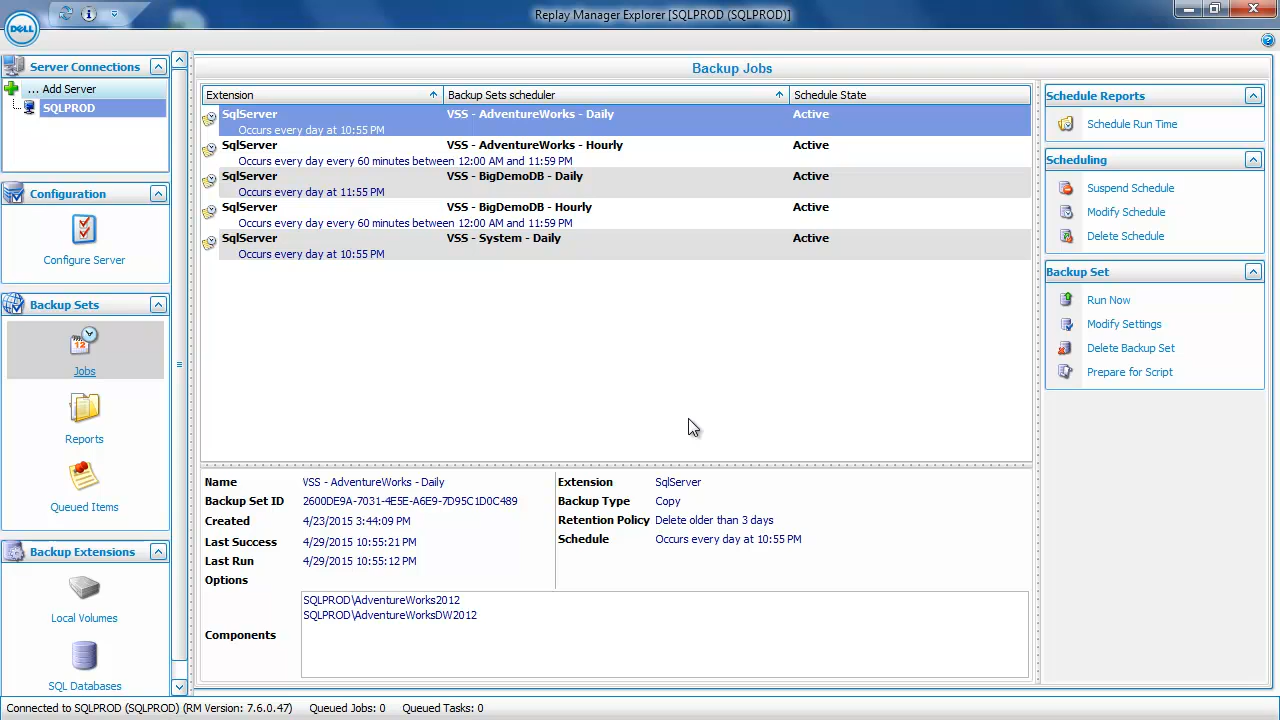 Replay Manager Explorer [SQLPROD (SQLPROD)]
DELL
Server Connections
... Add Server
SQLPROD
Configuration
Configure Server
Backup Sets
Jobs
Reports
Queued Items
Backup Extensions
Local Volumes
SQL Databases
Backup Jobs
Extension Backup Sets scheduler Schedule State
SqlServer VSS - AdventureWorks - Daily Active
Occurs every day at 10:55 PM
SqlServer VSS - AdventureWorks - Hourly Active
Occurs every day every 60 minutes between 12:00 AM and 11:59 PM
SqlServer VSS - BigDemoDB - Daily Active
Occurs every day at 11:55 PM
SqlServer VSS - BigDemoDB - Hourly Active
Occurs every day every 60 minutes between 12:00 AM and 11:59 PM
SqlServer VSS - System - Daily Active
Occurs every day at 10:55 PM
Name VSS - AdventureWorks - Daily
Backup Set ID 2600DE9A-7031-4E5E-A6E9-7D95C1D0C489
Created 4/23/2015 3:44:09 PM
Last Success 4/29/2015 10:55:21 PM
Last Run 4/29/2015 10:55:12 PM
Options
Extension SqlServer
Backup Type Copy
Retention Policy Delete older than 3 days
Schedule Occurs every day at 10:55 PM
Components
SQLPROD\AdventureWorks2012
SQLPROD\AdventureWorksDW2012
Schedule Reports
Schedule Run Time
Scheduling
Suspend Schedule
Modify Schedule
Delete Schedule
Backup Set
Run Now
Modify Settings
Delete Backup Set
Prepare for Script
Connected to SQLPROD (SQLPROD) (RM Version: 7.6.0.47) Queued Jobs: 0 Queued Tasks: 0